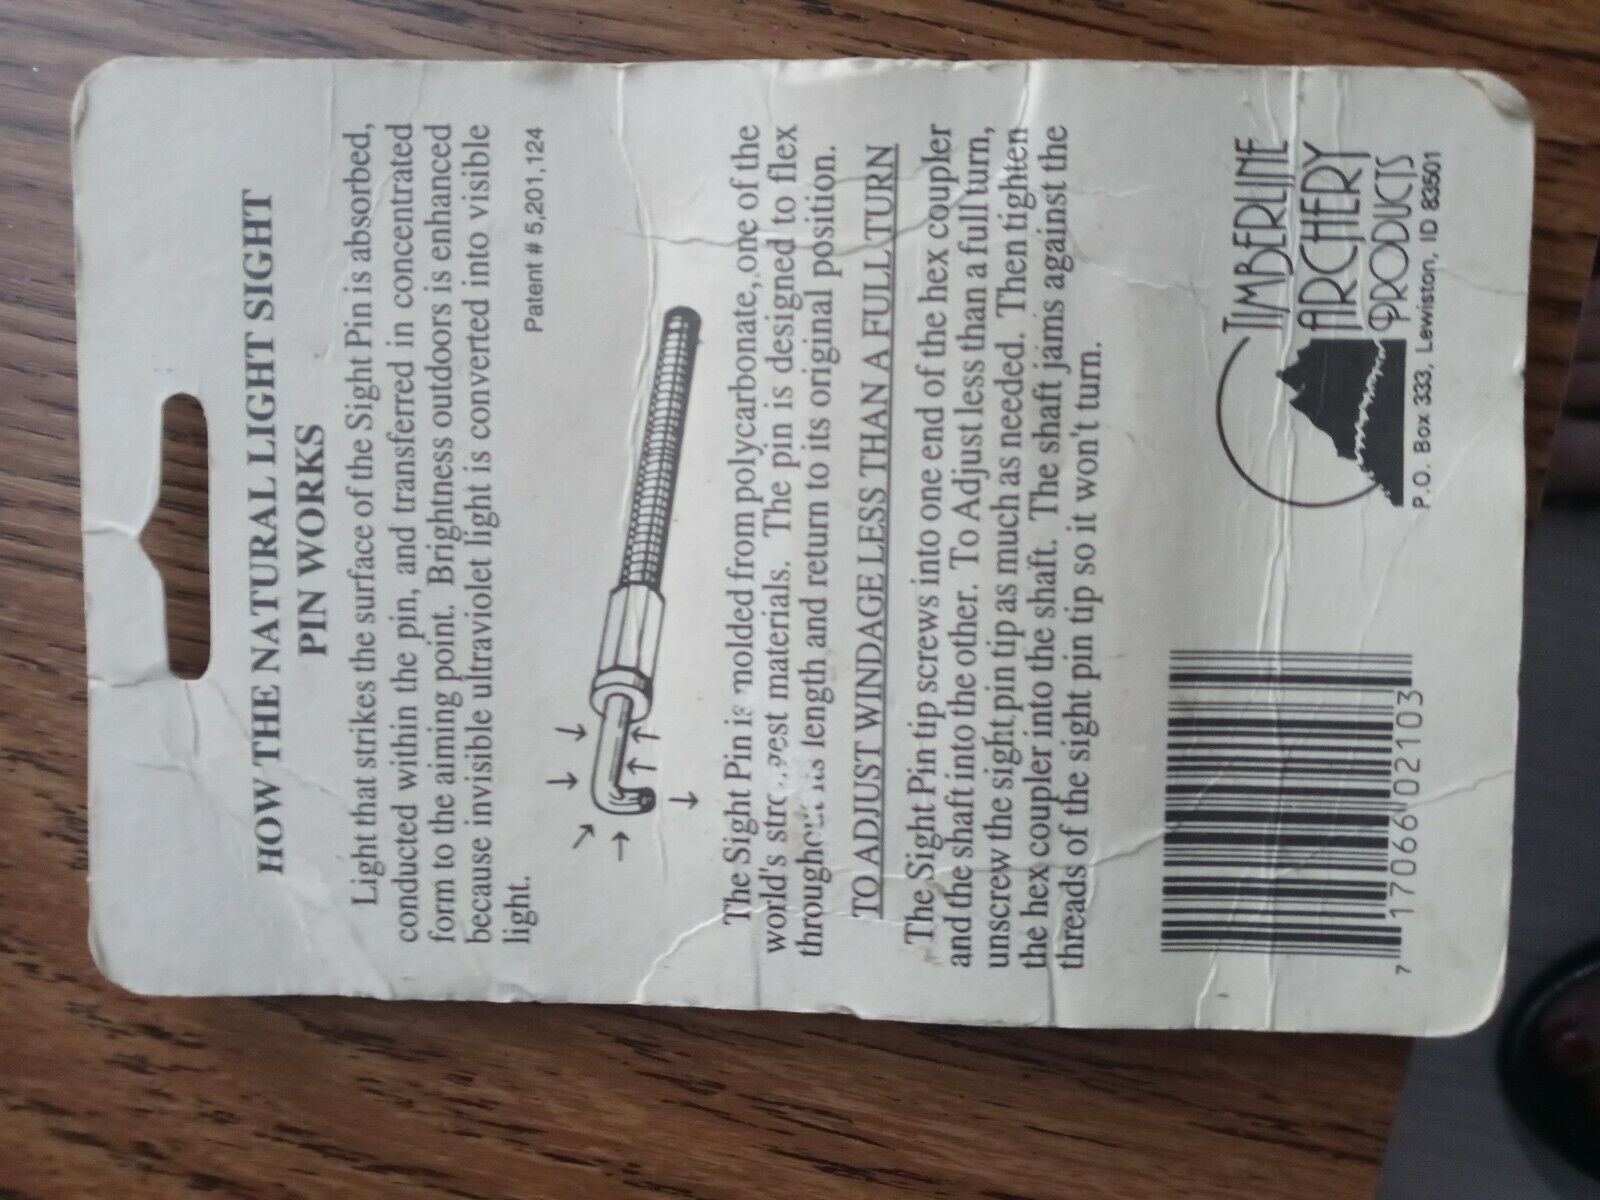 HOW THE NATURAL LIGHT SIGHT
PIN WORKS
Light that strikes the surface of the Sight Pin is absorbed,
conducted within the pin, and transferred in concentrated
form to the aiming point. Brightness outdoors is enhanced
because invisible ultraviolet light is converted into visible
light.
Patent # 5,201,124
The Sight Pin is molded from polycarbonate, one of the
world's strongest materials. The pin is designed to flex
throughout its length and return to its original position.
TO ADJUST WINDAGE LESS THAN A FULL TURN
The Sight Pin tip screws into one end of the hex coupler
and the shaft into the other. To Adjust less than a full turn,
unscrew the sight pin tip as much as needed. Then tighten
the hex coupler into the shaft. The shaft jams against the
threads of the sight pin tip so it won't turn.
7 17066 02103
TIMBERLINE
ARCHERY
PRODUCTS
P.O. Box 333, Lewiston, ID 83501